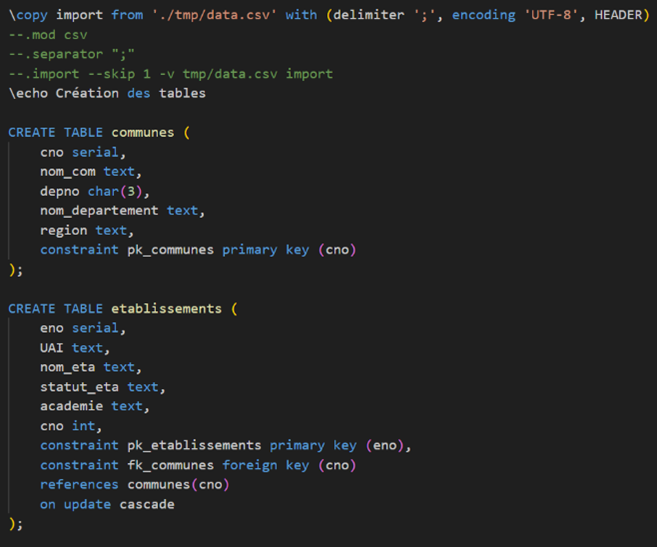 \copy import from './tmp/data.csv' with (delimiter ';', encoding 'UTF-8', HEADER)
--.mod csv
--.separator ";"
--.import --skip 1 -v tmp/data.csv import
\echo Création des tables
CREATE TABLE communes (
cno serial,
nom_com text,
depno char(3),
nom_departement text,
region text,
constraint pk_communes primary key (cno)
);
CREATE TABLE etablissements (
eno serial,
UAI text,
nom_eta text,
statut_eta text,
academie text,
cno int,
constraint pk_etablissements primary key (eno),
constraint fk_communes foreign key (cno)
references communes(cno)
on update cascade
);